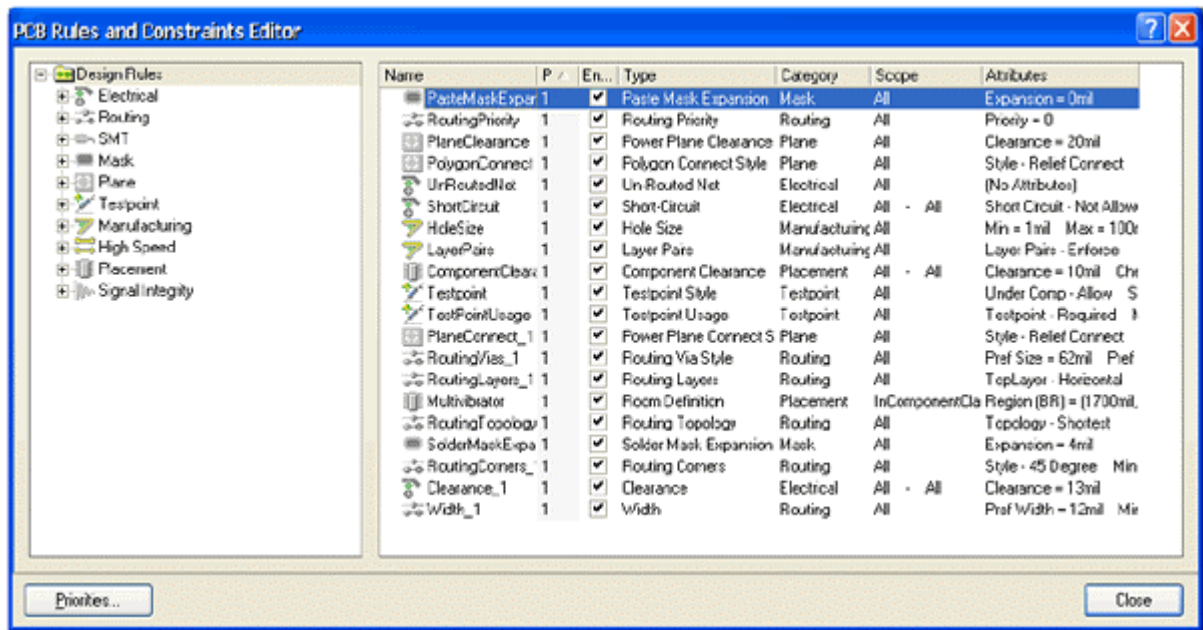 PCB Rules and Constraints Editor
Design Rules
Electrical
Routing
SMT
Mask
Plane
Testpoint
Manufacturing
High Speed
Placement
Signal Integrity
Name P En... Type Category Scope Attributes
PasteMaskExpar 1 Paste Mask Expansion Mask All Expansion = 0mil
RoutingPriority 1 Routing Priority Routing All Priority = 0
PlaneClearance 1 Power Plane Clearance Plane All Clearance = 20mil
PolygonConnect 1 Polygon Connect Style Plane All Style - Relief Connect
UnRoutedNet 1 Un-Routed Net Electrical All (No Attributes)
ShortCircuit 1 Short-Circuit Electrical All - All Short Circuit - Not Allow
HoleSize 1 Hole Size Manufacturing All Min = 1mil Max = 100r
LayerPairs 1 Layer Pairs Manufacturing All Layer Pairs - Enforce
ComponentClear 1 Component Clearance Placement All - All Clearance = 10mil Che
Testpoint 1 Testpoint Style Testpoint All Under Comp - Allow S
TestPointUsage 1 Testpoint Usage Testpoint All Testpoint - Required
PlaneConnect_1 1 Power Plane Connect S Plane All Style - Relief Connect
RoutingVias_1 1 Routing Via Style Routing All Pref Size = 62mil Pref
RoutingLayers_1 1 Routing Layers Routing All TopLayer - Horizontal
Multivibrator 1 Room Definition Placement InComponentCla Region (BR) = (1700mil,
RoutingTopology 1 Routing Topology Routing All Topology - Shortest
SolderMaskExpa 1 Solder Mask Expansion Mask All Expansion = 4mil
RoutingCorners_ 1 Routing Corners Routing All Style - 45 Degree Min
Clearance_1 1 Clearance Electrical All - All Clearance = 13mil
Width_1 1 Width Routing All Pref Width = 12mil Min
Priorities... Close